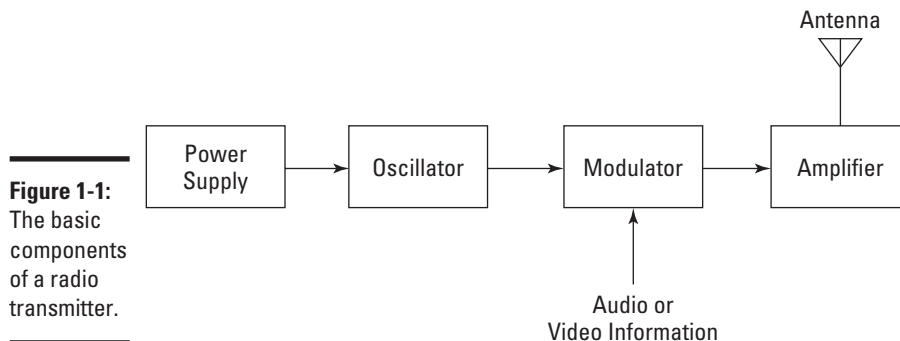 Antenna
Power
Supply
Oscillator
Modulator
Amplifier
Audio or
Video Information
Figure 1-1:
The basic
components
of a radio
transmitter.